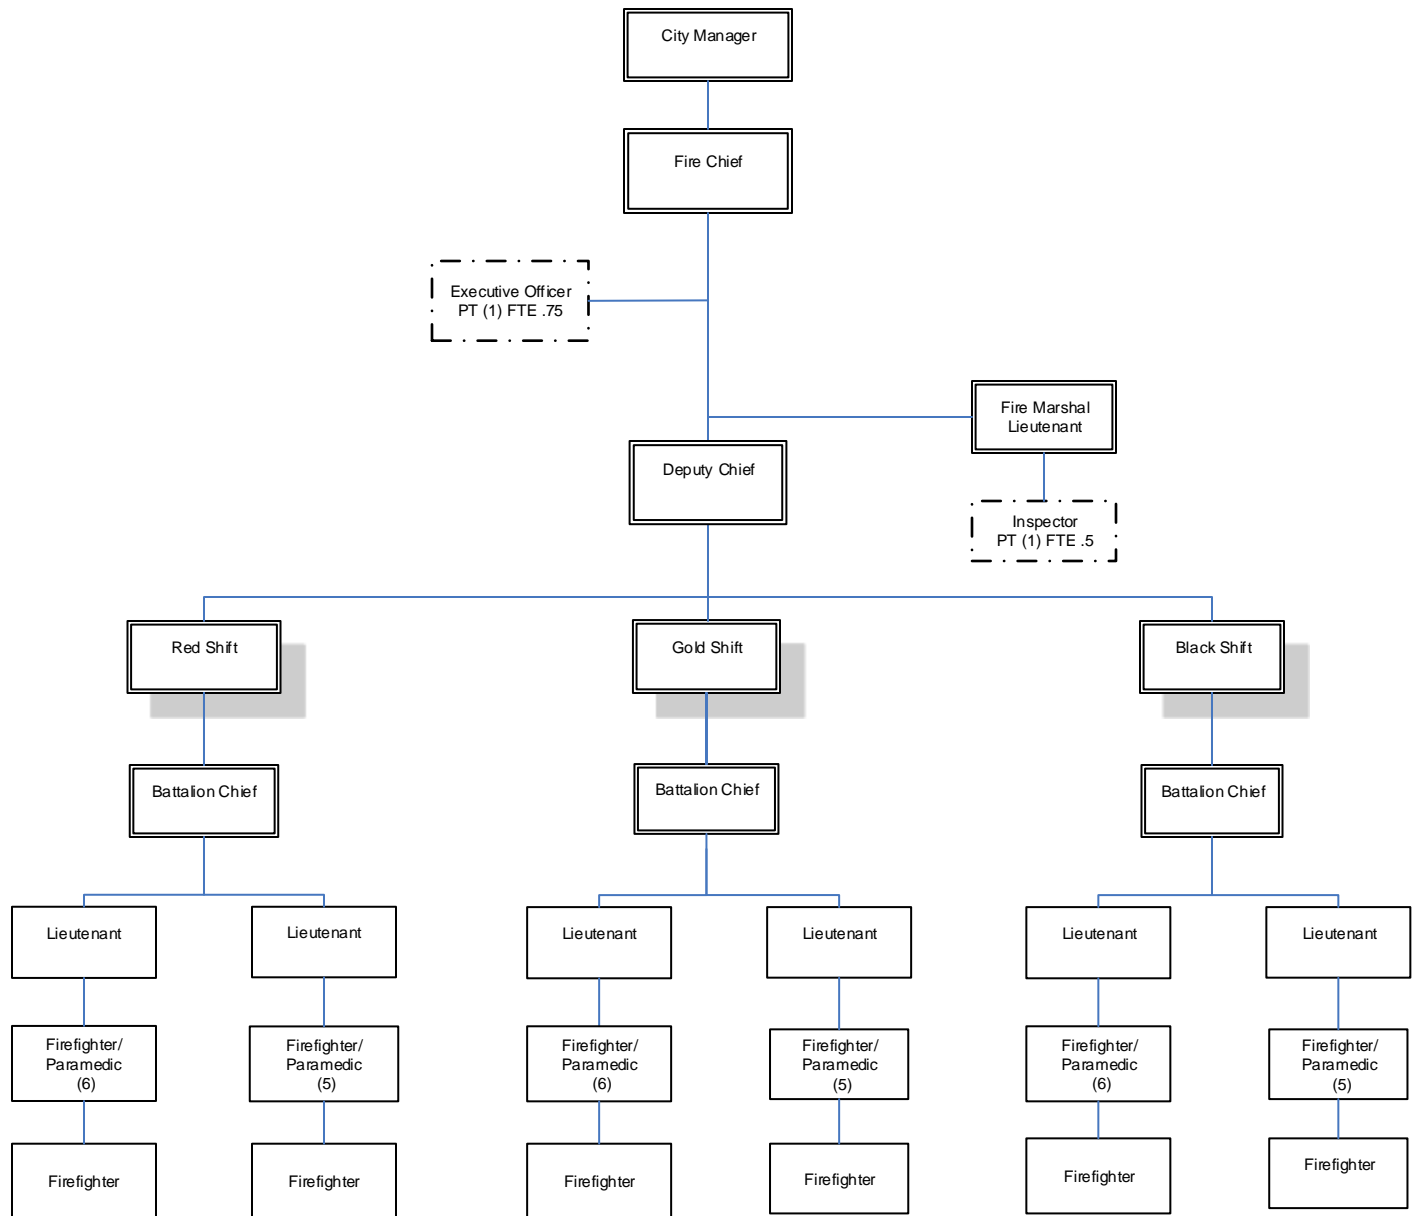 City Manager
Fire Chief
Executive Officer
PT (1) FTE .75
Fire Marshal
Lieutenant
Deputy Chief
Inspector
PT (1) FTE .5
Red Shift
Gold Shift
Black Shift
Battalion Chief
Battalion Chief
Battalion Chief
Lieutenant
Lieutenant
Lieutenant
Lieutenant
Lieutenant
Lieutenant
Firefighter/
Paramedic
(6)
Firefighter/
Paramedic
(5)
Firefighter/
Paramedic
(6)
Firefighter/
Paramedic
(5)
Firefighter/
Paramedic
(6)
Firefighter/
Paramedic
(5)
Firefighter
Firefighter
Firefighter
Firefighter
Firefighter
Firefighter